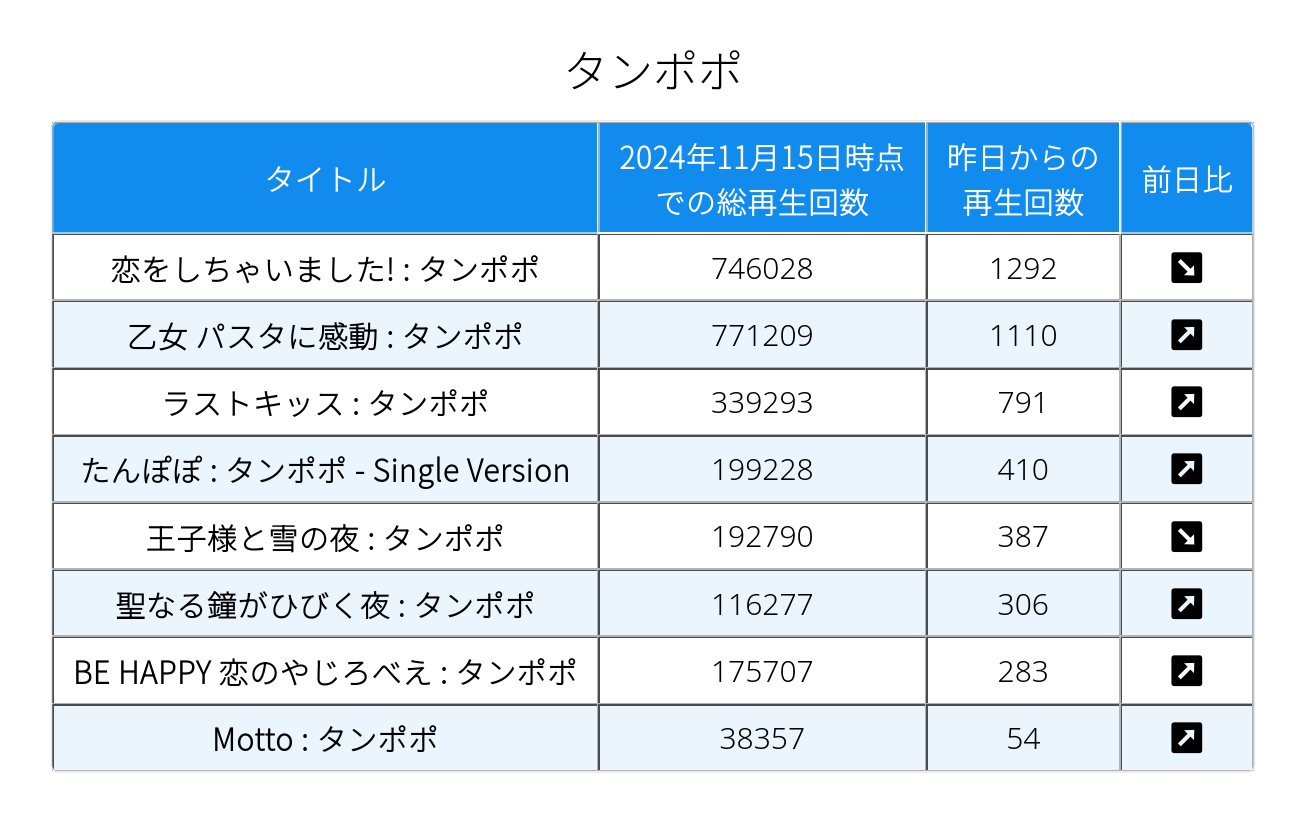 タンポポ
タイトル 2024年11月15日時点での総再生回数 昨日からの再生回数 前日比
恋をしちゃいました! : タンポポ 746028 1292 ↘
乙女 パスタに感動 : タンポポ 771209 1110 ↗
ラストキッス : タンポポ 339293 791 ↗
たんぽぽ : タンポポ - Single Version 199228 410 ↗
王子様と雪の夜 : タンポポ 192790 387 ↘
聖なる鐘がひびく夜 : タンポポ 116277 306 ↗
BE HAPPY 恋のやじろべえ : タンポポ 175707 283 ↗
Motto : タンポポ 38357 54 ↗